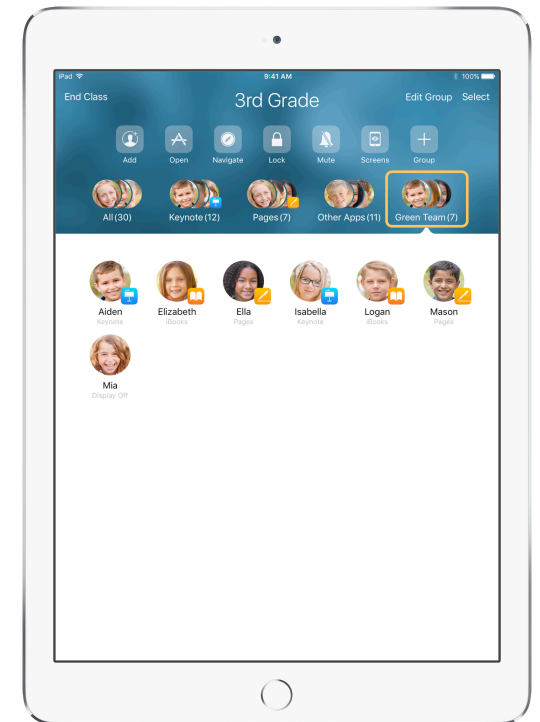 iPad 9:41 AM 100%
End Class 3rd Grade Edit Group Select
Add Open Navigate Lock Mute Screens Group
All (30) Keynote (12) Pages (7) Other Apps (11) Green Team (7)
Aiden Elizabeth Ella Isabella Logan Mason
Keynote iBooks Pages Keynote iBooks Pages
Mia
Display Off